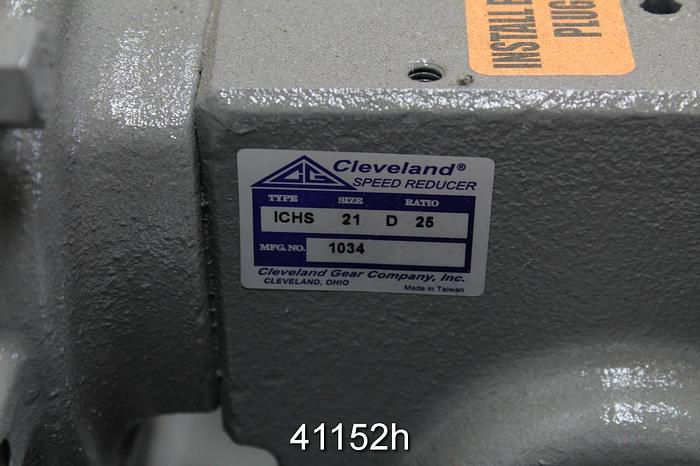 INSTALL
PLUG
CG
Cleveland®
SPEED REDUCER
TYPE SIZE RATIO
ICHS 21 D 25
MFG. NO. 1034
Cleveland Gear Company, Inc.
CLEVELAND, OHIO
Made in Taiwan
41152h